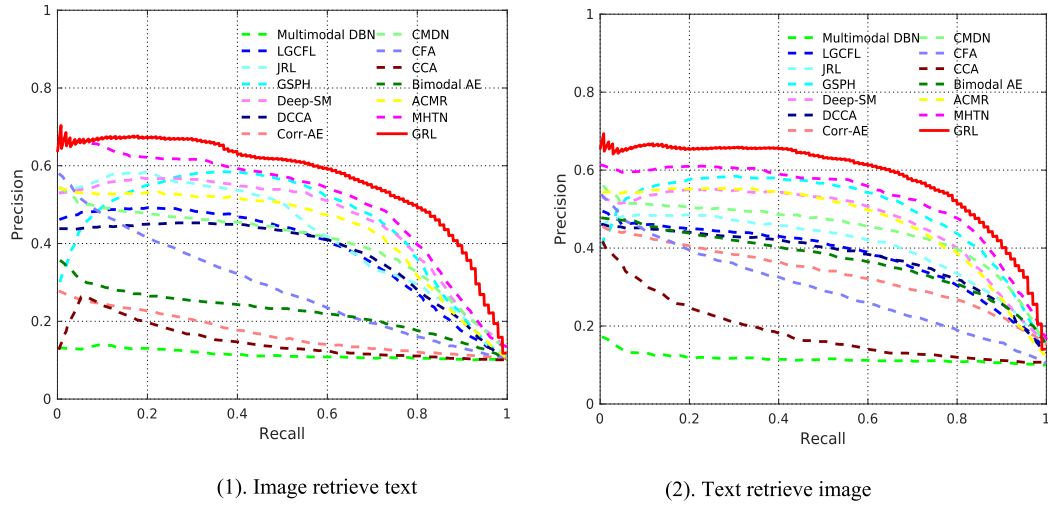 1
0.8
0.6
0.4
0.2
0
0 0.2 0.4 0.6 0.8 1
Precision
Recall
Multimodal DBN
LGCFL
JRL
GSPH
Deep-SM
DCCA
Corr-AE
CMDN
CFA
CCA
Bimodal AE
ACMR
MHTN
GRL
(1). Image retrieve text
1
0.8
0.6
0.4
0.2
0
0 0.2 0.4 0.6 0.8 1
Precision
Recall
Multimodal DBN
LGCFL
JRL
GSPH
Deep-SM
DCCA
Corr-AE
CMDN
CFA
CCA
Bimodal AE
ACMR
MHTN
GRL
(2). Text retrieve image